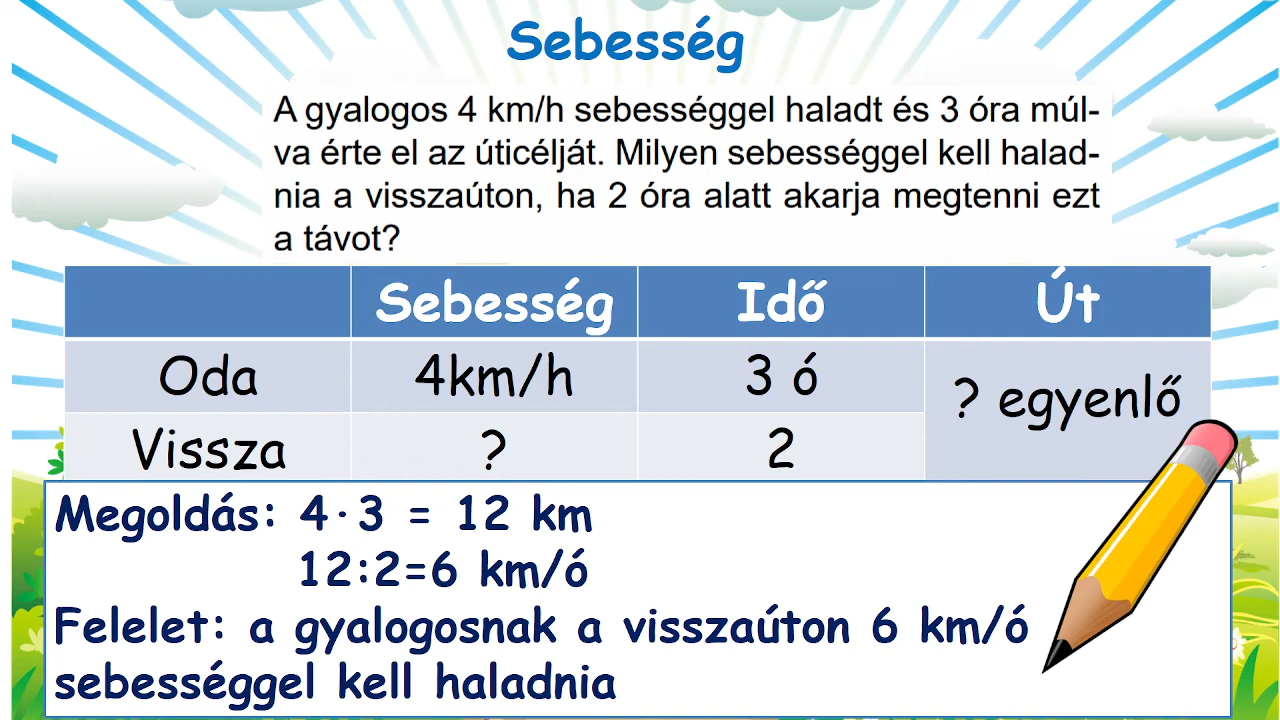 Sebesség
A gyalogos 4 km/h sebességgel haladt és 3 óra múl-
va érte el az úticélját. Milyen sebességgel kell halad-
nia a visszaúton, ha 2 óra alatt akarja megtenni ezt
a távot?
Sebesség Idő Út
Oda 4km/h 3 ó ? egyenlő
Vissza ? 2
Megoldás: 4·3 = 12 km
12:2=6 km/ó
Felelet: a gyalogosnak a visszaúton 6 km/ó
sebességgel kell haladnia